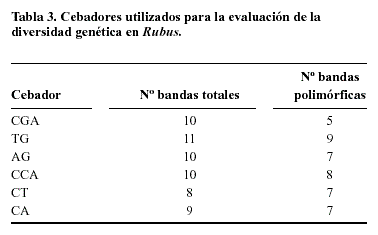 Tabla 3. Cebadores utilizados para la evaluación de la
diversidad genética en Rubus.
Nº bandas
Cebador Nº bandas totales polimórficas
CGA 10 5
TG 11 9
AG 10 7
CCA 10 8
CT 8 7
CA 9 7